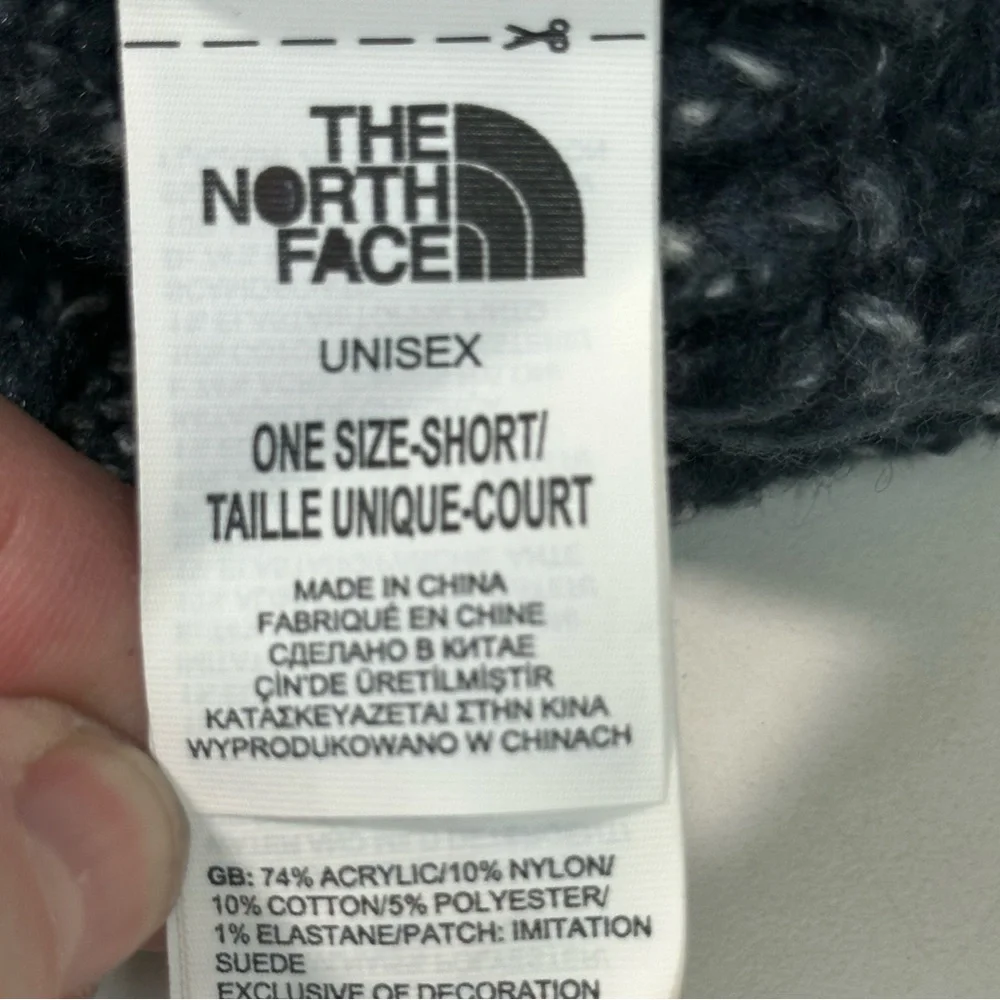 THE
NORTH
FACE
UNISEX
ONE SIZE-SHORT/
TAILLE UNIQUE-COURT
MADE IN CHINA
FABRIQUÉ EN CHINE
СДЕПАНО В КИТАЕ
ÇİN'DE ÜRETİLMİŞTİR
ΚΑΤΑΣΚΕΥΑΖΕΤΑΙ ΣΤΗΝ ΚΙΝΑ
WYPRODUKOWANO W CHINACH
GB: 74% ACRYLIC/10% NYLON/
10% COTTON/5% POLYESTER/
1% ELASTANE/PATCH: IMITATION
SUEDE
EXCLUSIVE OF DECORATION